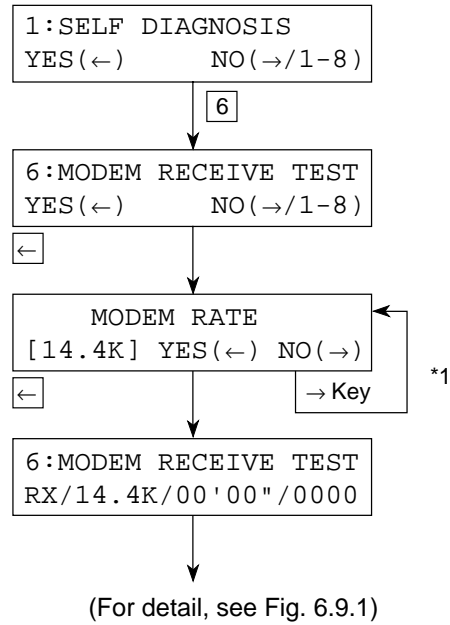 1:SELF DIAGNOSIS
YES(←) NO(→/1-8)
6
6:MODEM RECEIVE TEST
YES(←) NO(→/1-8)
←
MODEM RATE
[14.4K] YES(←) NO(→)
*1
←
→ Key
6:MODEM RECEIVE TEST
RX/14.4K/00'00"/0000
(For detail, see Fig. 6.9.1)